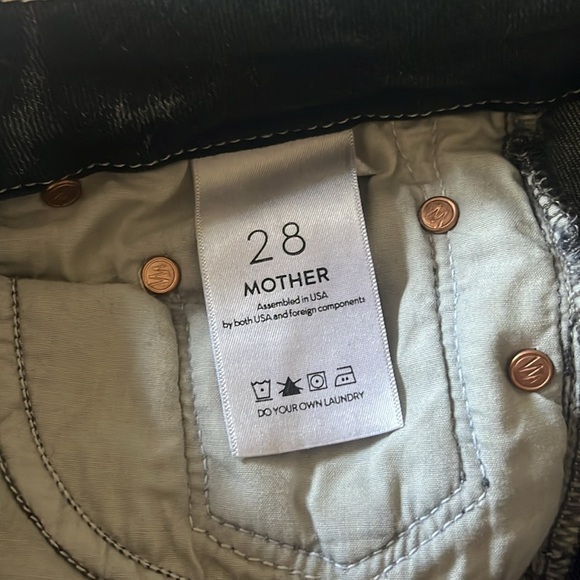 28
MOTHER
Assembled in USA
by both USA and foreign components
DO YOUR OWN LAUNDRY